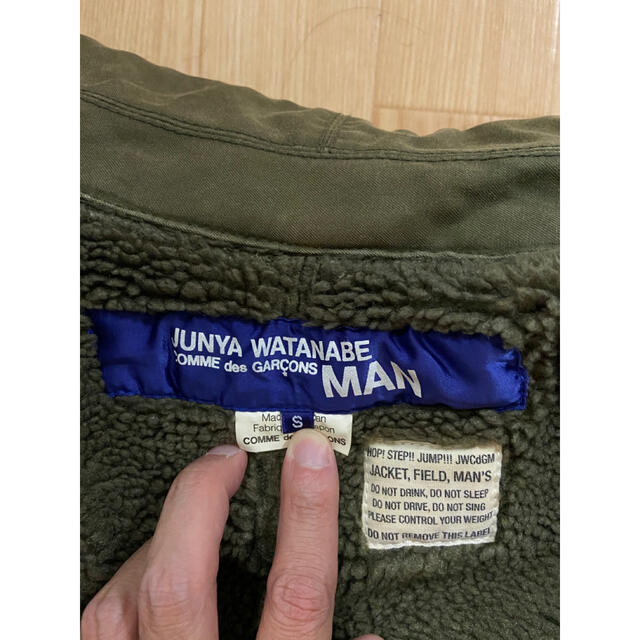 JUNYA WATANABE
COMME des GARÇONS MAN
S
COMME des GARÇONS
HOP! STEP!! JUMP!!! JWCdGM
JACKET, FIELD, MAN'S
DO NOT DRINK, DO NOT SLEEP
DO NOT DRIVE, DO NOT SING
PLEASE CONTROL YOUR WEIGHT
DO NOT REMOVE THIS LABEL